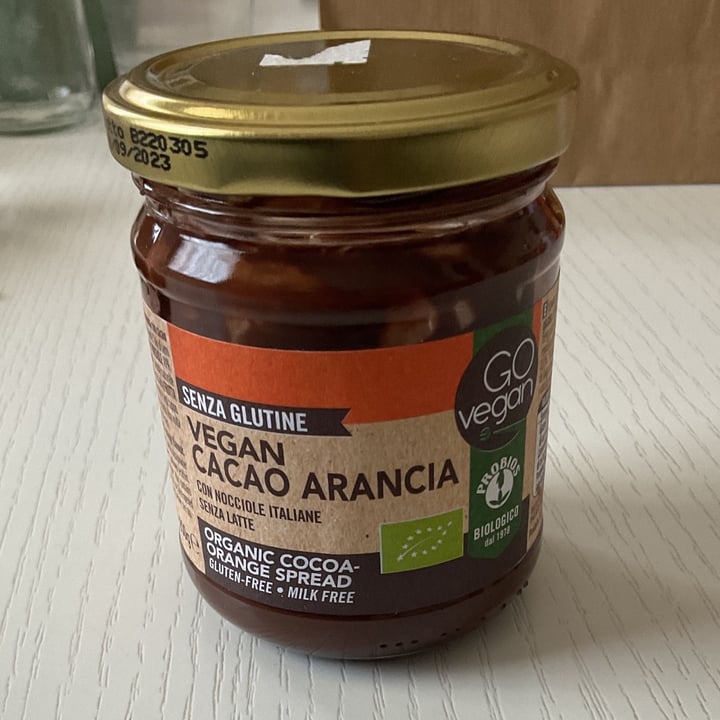 B220305
/09/2023
SENZA GLUTINE
VEGAN
CACAO ARANCIA
CON NOCCIOLE ITALIANE
SENZA LATTE
ORGANIC COCOA-
ORANGE SPREAD
GLUTEN-FREE • MILK FREE
GO
vegan
PROBIOS
BIOLOGICO
dal 1978